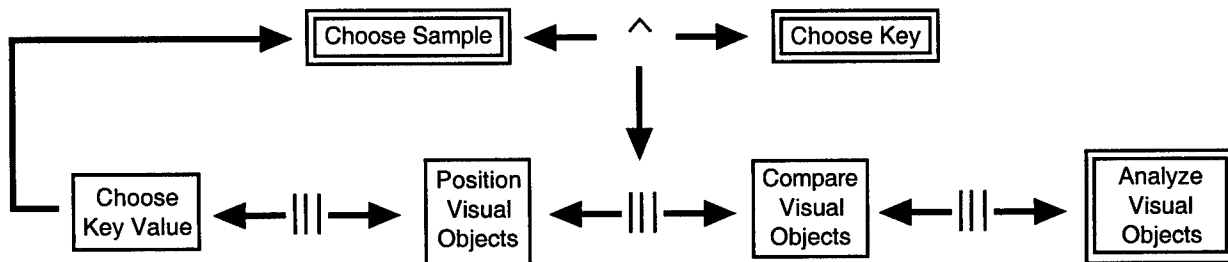 Choose Sample
^
Choose Key
Choose
Key Value
|||
Position
Visual
Objects
|||
Compare
Visual
Objects
|||
Analyze
Visual
Objects